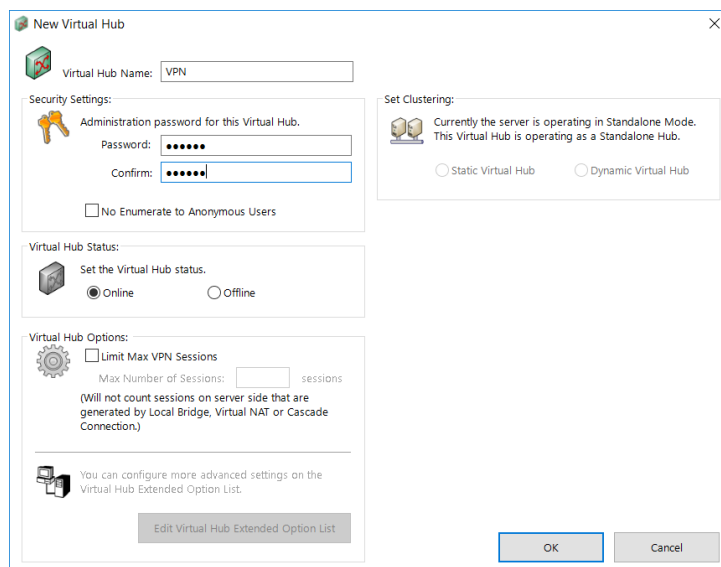 New Virtual Hub
Virtual Hub Name: VPN
Security Settings:
Administration password for this Virtual Hub.
Password: ●●●●●●
Confirm: ●●●●●●
No Enumerate to Anonymous Users
Virtual Hub Status:
Set the Virtual Hub status.
Online Offline
Virtual Hub Options:
Limit Max VPN Sessions
Max Number of Sessions: sessions
(Will not count sessions on server side that are
generated by Local Bridge, Virtual NAT or Cascade
Connection.)
You can configure more advanced settings on the
Virtual Hub Extended Option List.
Edit Virtual Hub Extended Option List
Set Clustering:
Currently the server is operating in Standalone Mode.
This Virtual Hub is operating as a Standalone Hub.
Static Virtual Hub Dynamic Virtual Hub
OK Cancel